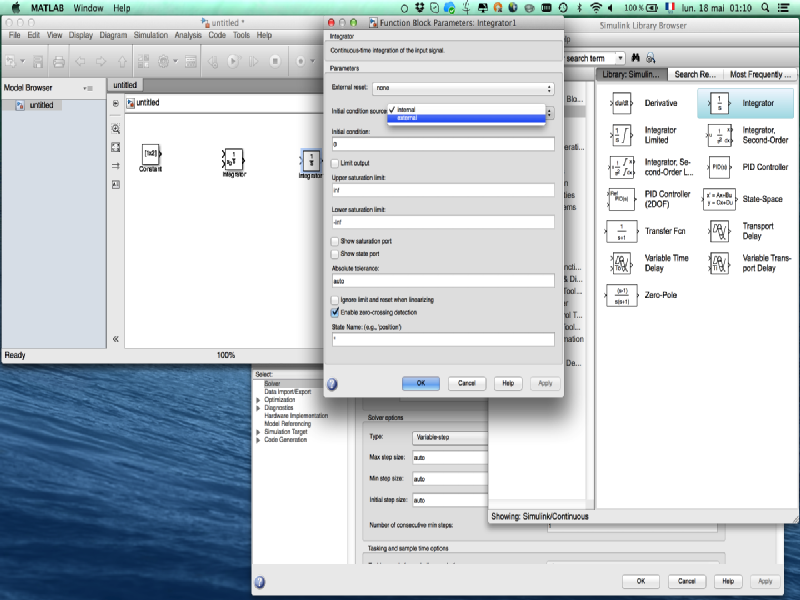 MATLAB Window Help
100 % lun. 18 mai 01:10
untitled *
File Edit View Display Diagram Simulation Analysis Code Tools Help
Model Browser
untitled
untitled
untitled
[1x2]
Constant
Integrator
Integrator
Ready
100%
Function Block Parameters: Integrator1
Integrator
Continuous-time integration of the input signal.
Parameters
External reset: none
Initial condition source:
internal
external
Initial condition:
0
Limit output
Upper saturation limit:
inf
Lower saturation limit:
-inf
Show saturation port
Show state port
Absolute tolerance:
auto
Ignore limit and reset when linearizing
Enable zero-crossing detection
State Name: (e.g., 'position')
''
OK Cancel Help Apply
Simulink Library Browser
search term
Library: Simulin... Search Re... Most Frequently ...
du/dt Derivative
1/s Integrator
Integrator Limited
Integrator, Second-Order
Integrator, Se-
cond-Order L...
PID(s) PID Controller
PID Controller (2DOF)
x' = Ax+Bu
y = Cx+Du
State-Space
1
s+1
Transfer Fcn
Transport Delay
Variable Time Delay
Variable Trans-
port Delay
(s-1)
s(s+1)
Zero-Pole
Showing: Simulink/Continuous
Select:
Solver
Data Import/Export
Optimization
Diagnostics
Hardware Implementation
Model Referencing
Simulation Target
Code Generation
Solver options
Type: Variable-step
Max step size: auto
Min step size: auto
Initial step size: auto
Number of consecutive min steps:
Tasking and sample time options
OK Cancel Help Apply